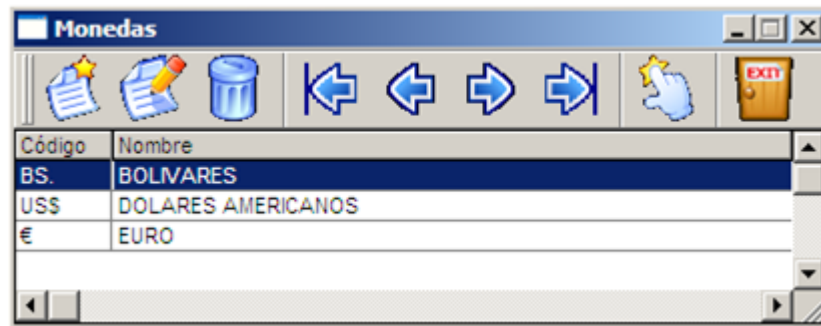 Monedas
EXIT
Código Nombre
BS. BOLIVARES
US$ DOLARES AMERICANOS
€ EURO